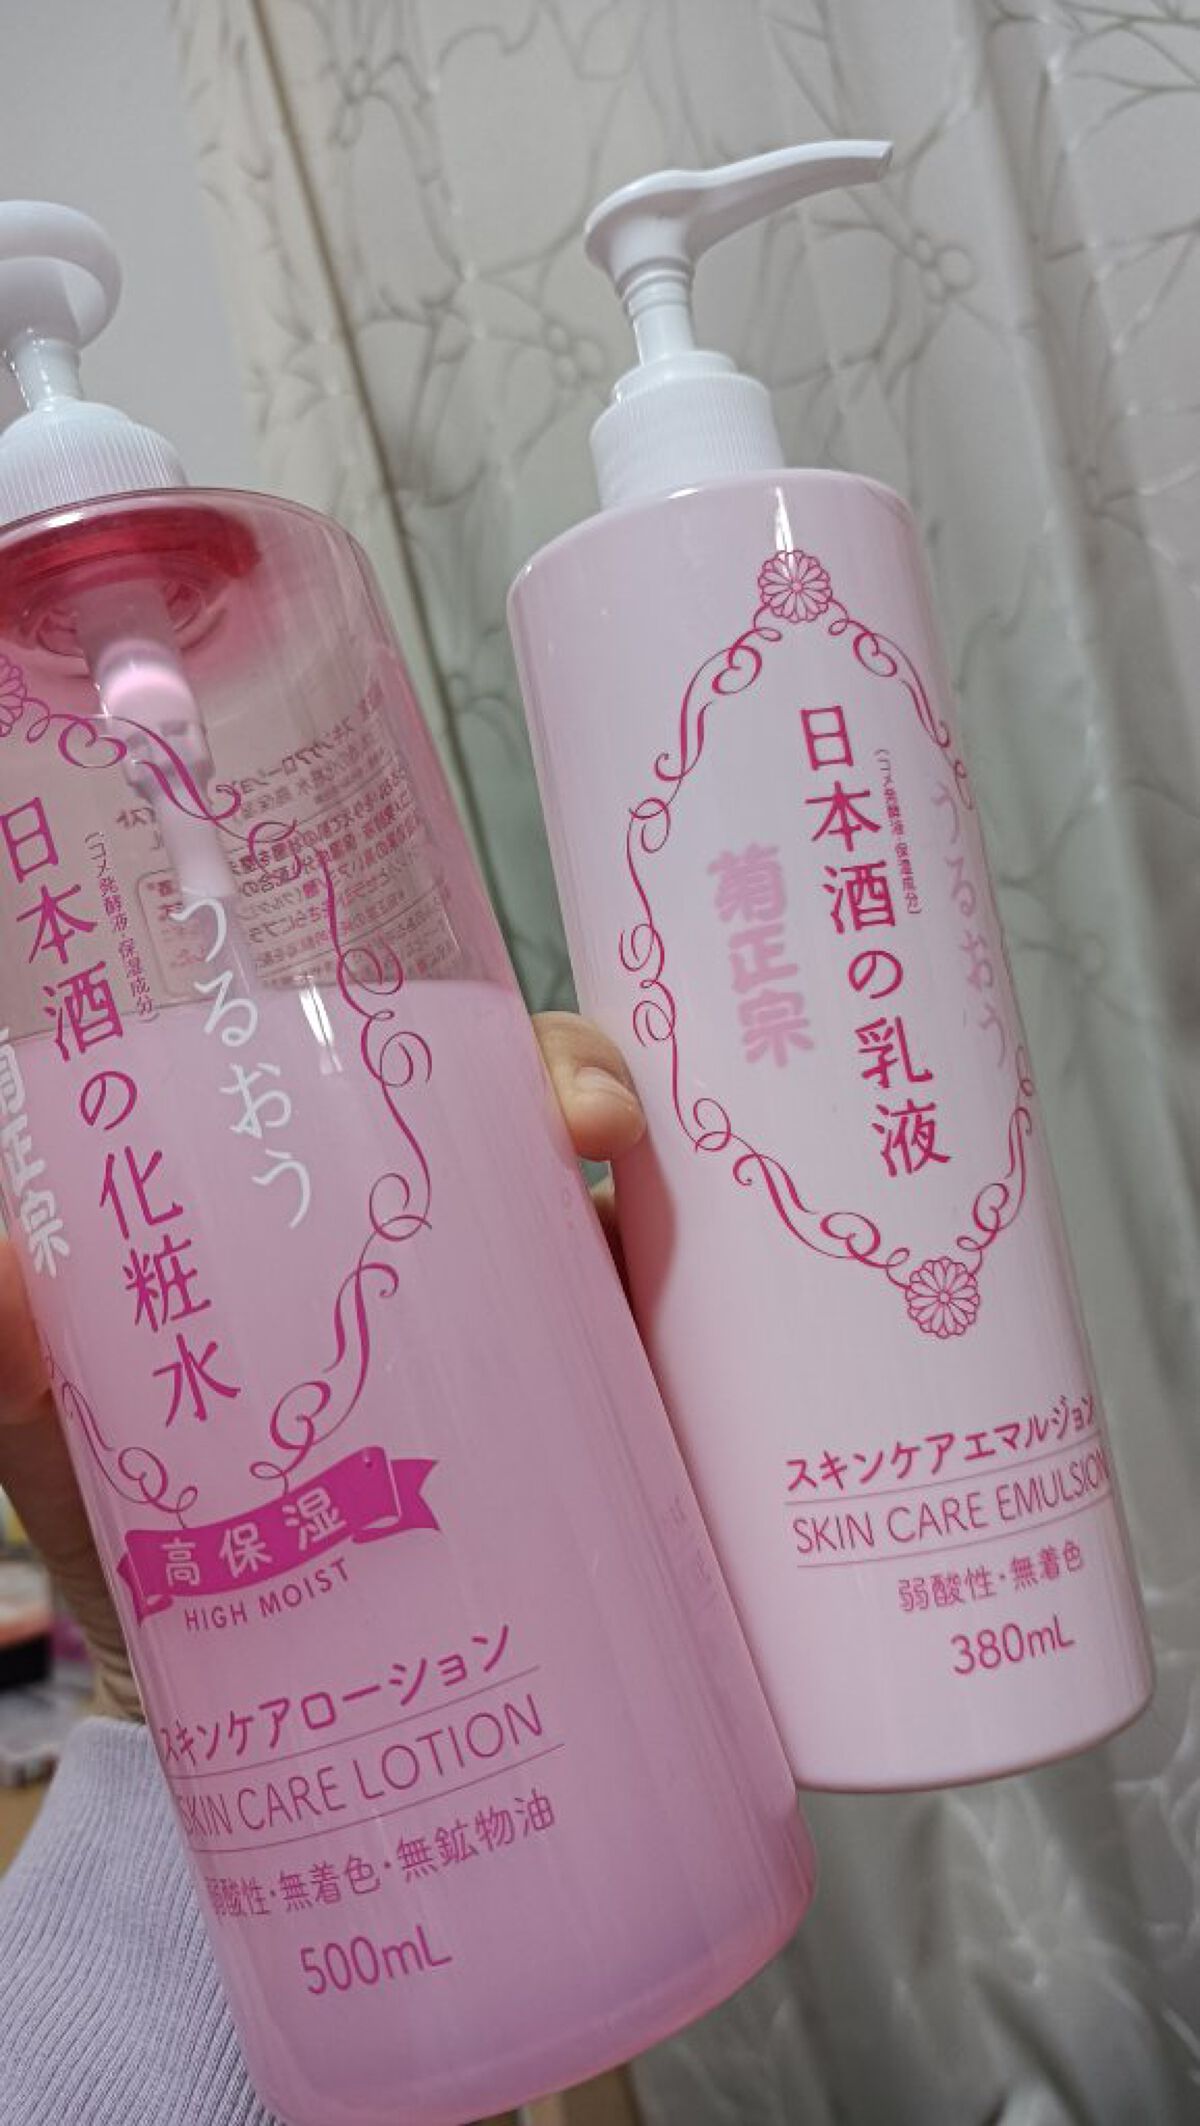 日本酒の化粧水
(コメ発酵液・保湿成分)
うるおう
菊正宗
高保湿
HIGH MOIST
スキンケアローション
SKIN CARE LOTION
弱酸性・無着色・無鉱物油
500mL
日本酒の乳液
(コメ発酵液・保湿成分)
うるおう
菊正宗
スキンケアエマルジョン
SKIN CARE EMULSION
弱酸性・無着色
380mL